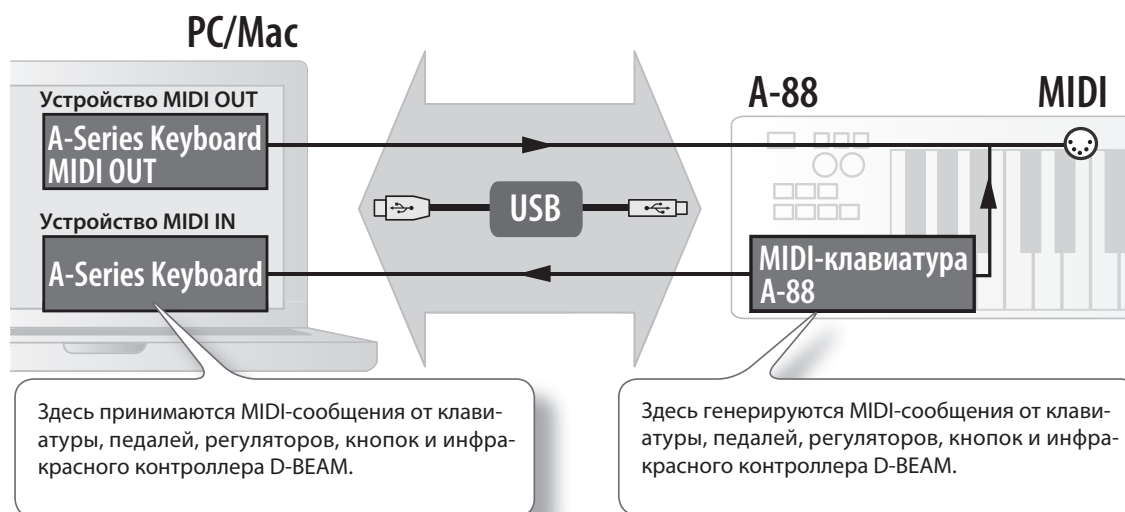 PC/Mac
Устройство MIDI OUT
A-Series Keyboard
MIDI OUT
Устройство MIDI IN
A-Series Keyboard
USB
A-88
MIDI
MIDI-клавиатура
A-88
Здесь принимаются MIDI-сообщения от клави-
атуры, педалей, регуляторов, кнопок и инфра-
красного контроллера D-BEAM.
Здесь генерируются MIDI-сообщения от клави-
атуры, педалей, регуляторов, кнопок и инфра-
красного контроллера D-BEAM.